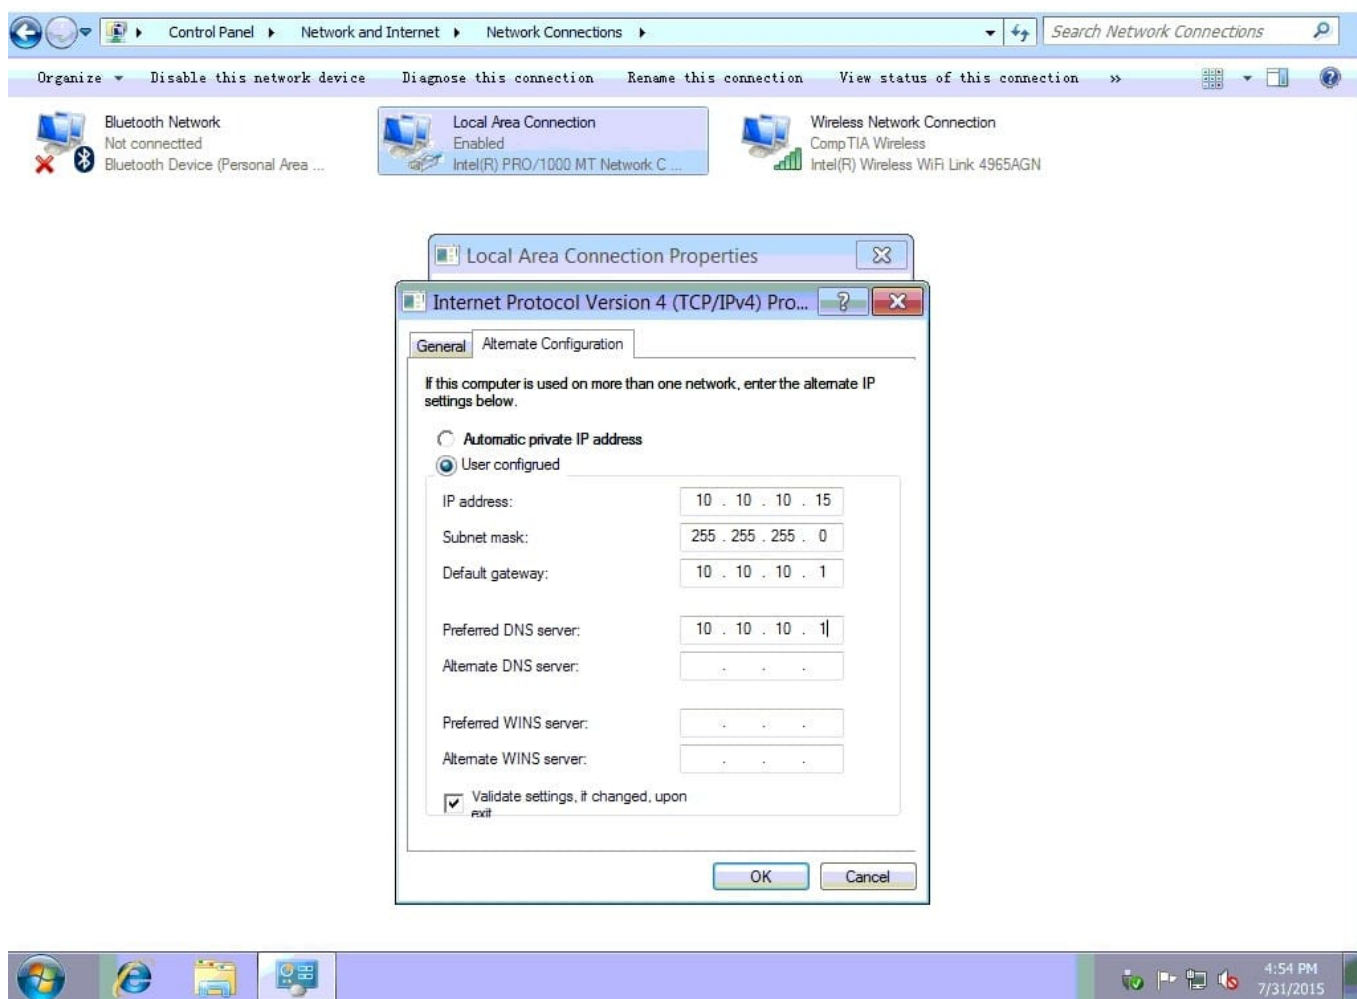 Control Panel Network and Internet Network Connections Search Network Connections
Organize Disable this network device Diagnose this connection Rename this connection View status of this connection »
Bluetooth Network
Not connectted
Bluetooth Device (Personal Area ...
Local Area Connection
Enabled
Intel(R) PRO/1000 MT Network C ...
Wireless Network Connection
CompTIA Wireless
Intel(R) Wireless WiFi Link 4965AGN
Local Area Connection Properties
Internet Protocol Version 4 (TCP/IPv4) Pro... ?
General Alternate Configuration
If this computer is used on more than one network, enter the alternate IP
settings below.
Automatic private IP address
User configrued
IP address: 10 . 10 . 10 . 15
Subnet mask: 255 . 255 . 255 . 0
Default gateway: 10 . 10 . 10 . 1
Preferred DNS server: 10 . 10 . 10 . 1
Alternate DNS server: . . .
Preferred WINS server: . . .
Alternate WINS server: . . .
Validate settings, if changed, upon
exit
OK Cancel
4:54 PM
7/31/2015